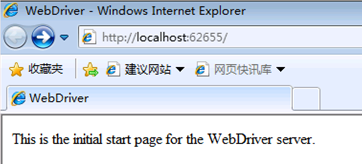 WebDriver - Windows Internet Explorer
http://localhost:62655/
收藏夹 建议网站 网页快讯库
WebDriver
This is the initial start page for the WebDriver server.